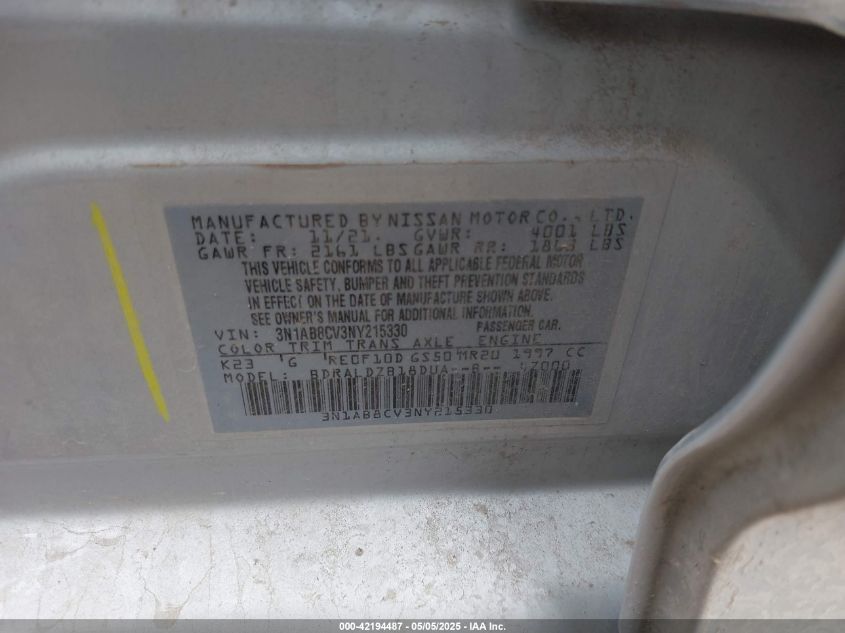 MANUFACTURED BY NISSAN MOTOR CO., LTD.
DATE: 11/21. GVWR: 4001 LBS
GAWR FR: 2161 LBS GAWR RR: 1863 LBS
THIS VEHICLE CONFORMS TO ALL APPLICABLE FEDERAL MOTOR
VEHICLE SAFETY, BUMPER AND THEFT PREVENTION STANDARDS
IN EFFECT ON THE DATE OF MANUFACTURE SHOWN ABOVE.
SEE OWNER'S MANUAL FOR ADDITIONAL INFORMATION.
VIN: 3N1AB8CV3NY215330 PASSENGER CAR.
COLOR TRIM TRANS AXLE ENGINE
K23 G RE0F10D GS50 MR20 1997 CC
MODEL: BDRALDZB18DUA--B--
3N1AB8CV3NY215330
000-42194487 - 05/05/2025 - © IAA Inc.